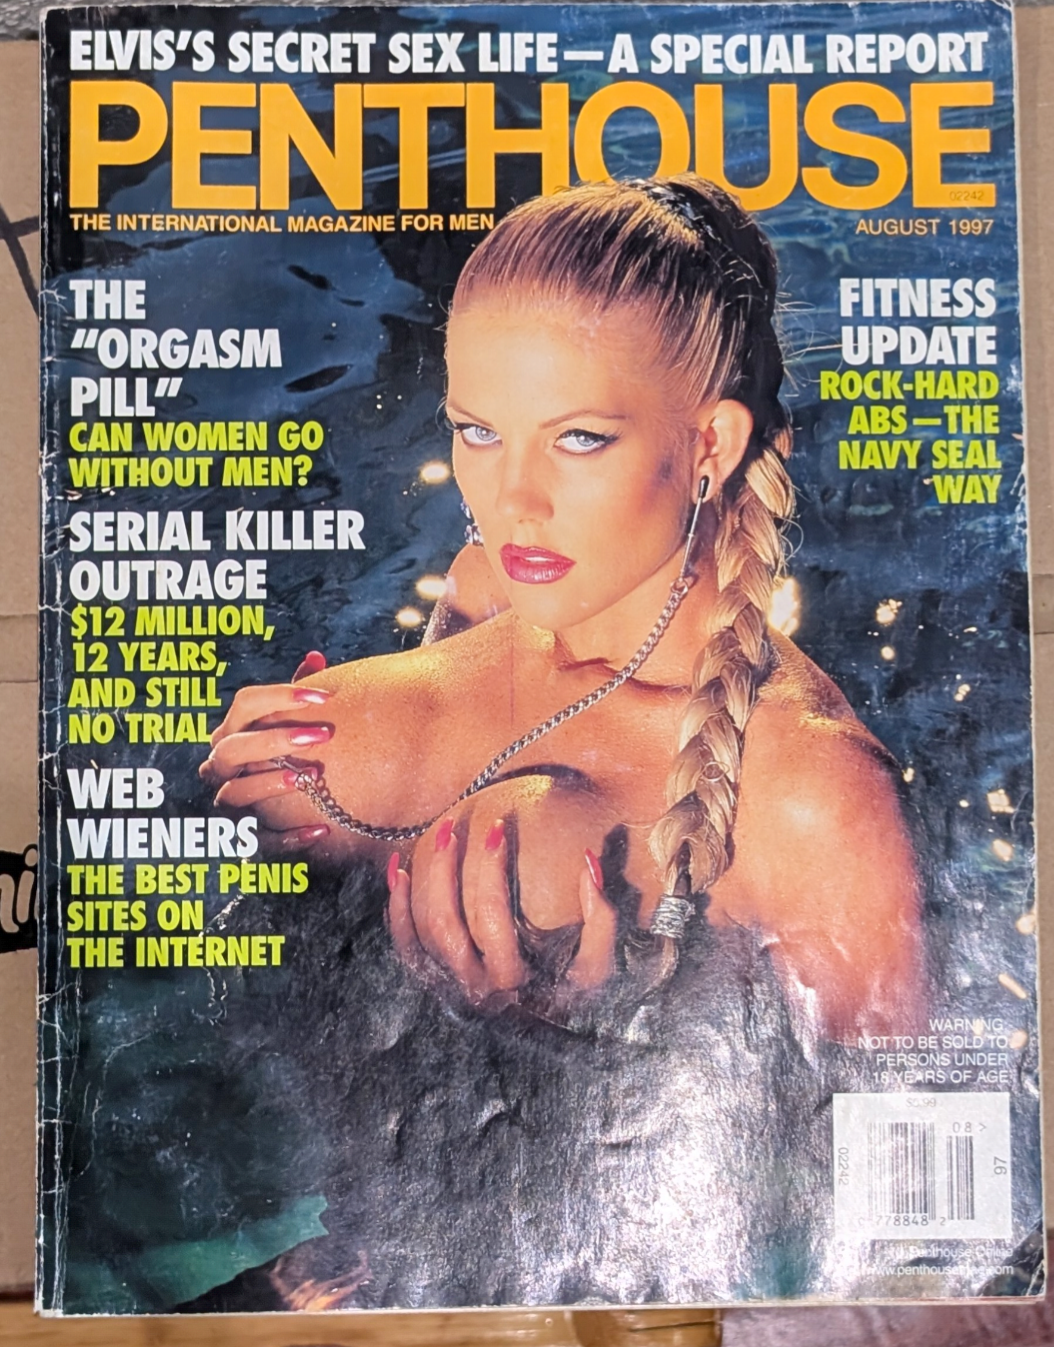 ELVIS'S SECRET SEX LIFE—A SPECIAL REPORT
PENTHOUSE
02242
THE INTERNATIONAL MAGAZINE FOR MEN
AUGUST 1997
THE
“ORGASM
PILL”
CAN WOMEN GO
WITHOUT MEN?
SERIAL KILLER
OUTRAGE
$12 MILLION,
12 YEARS,
AND STILL
NO TRIAL
WEB
WIENERS
THE BEST PENIS
SITES ON
THE INTERNET
FITNESS
UPDATE
ROCK-HARD
ABS—THE
NAVY SEAL
WAY
WARNING:
NOT TO BE SOLD TO
PERSONS UNDER
18 YEARS OF AGE
08>
02242
97
778848 2
Penthouse Online